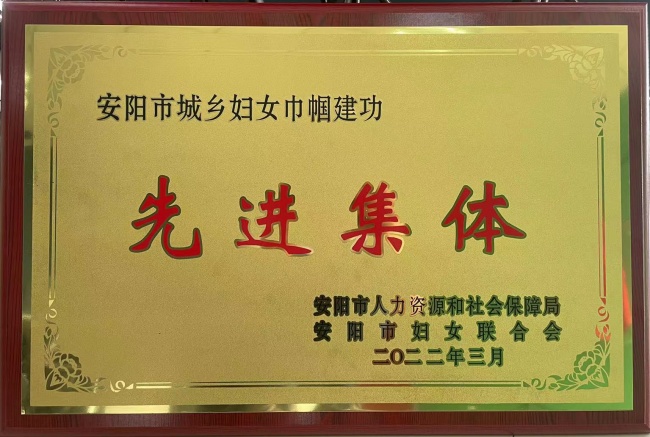 安阳市城乡妇女巾帼建功
先进集体
安阳市人力资源和社会保障局
安阳市妇女联合会
二〇二二年三月